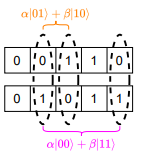 α|01⟩ + β|10⟩
0 0 1 1 0
0 1 0 1 1
α|00⟩ + β|11⟩